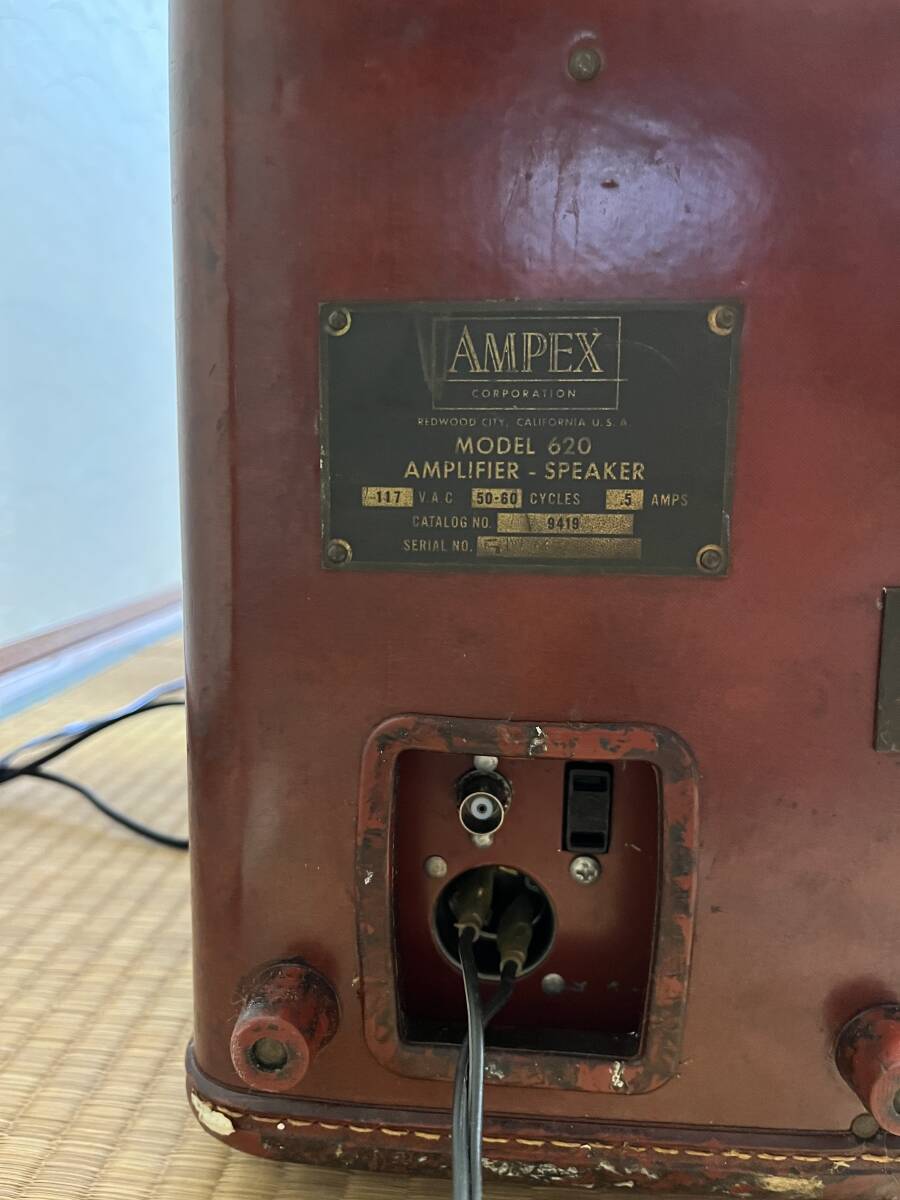 AMPEX
CORPORATION
REDWOOD CITY, CALIFORNIA U.S.A.
MODEL 620
AMPLIFIER - SPEAKER
117 V.A.C. 50-60 CYCLES .5 AMPS
CATALOG NO. 9419
SERIAL NO.